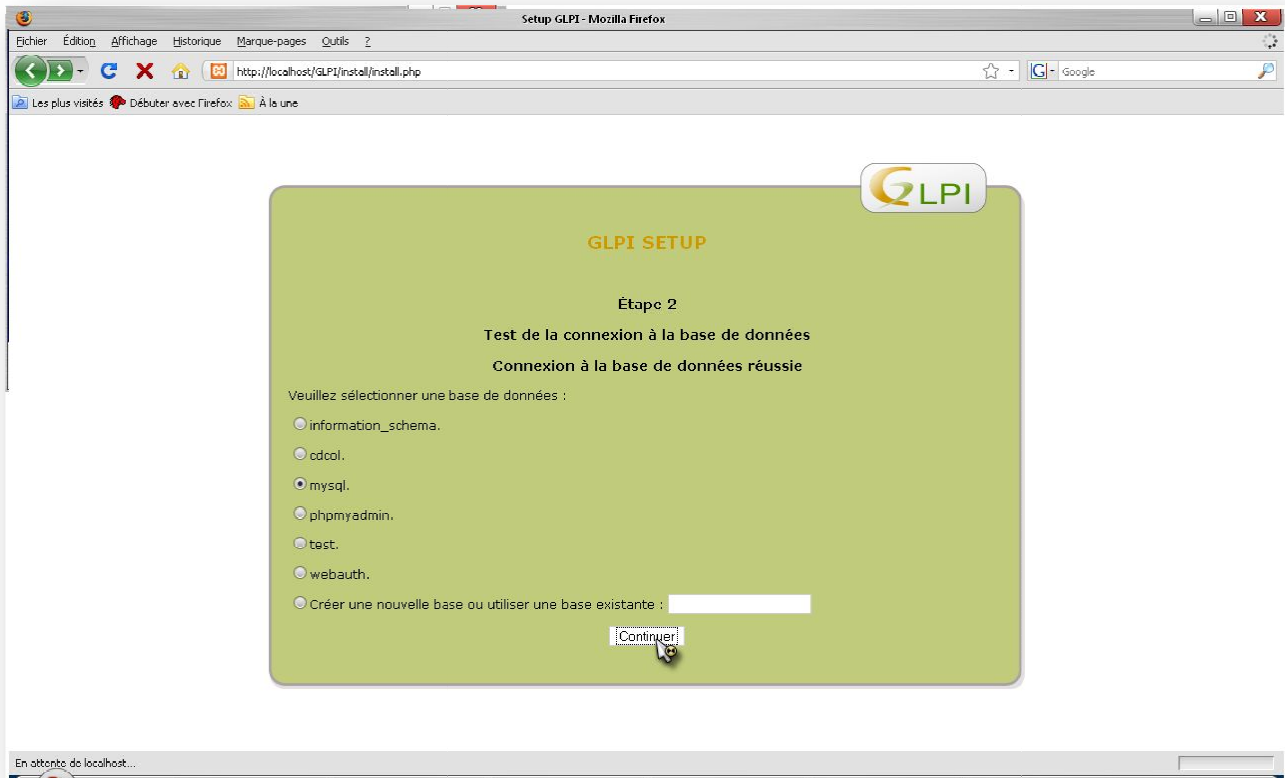 Setup GLPI - Mozilla Firefox
Fichier Édition Affichage Historique Marque-pages Outils ?
http://localhost/GLPI/install/install.php
G Google
Les plus visités Débuter avec Firefox À la une
GLPI
GLPI SETUP
Étape 2
Test de la connexion à la base de données
Connexion à la base de données réussie
Veuillez sélectionner une base de données :
information_schema.
cdcol.
mysql.
phpmyadmin.
test.
webauth.
Créer une nouvelle base ou utiliser une base existante :
Continuer
En attente de localhost...